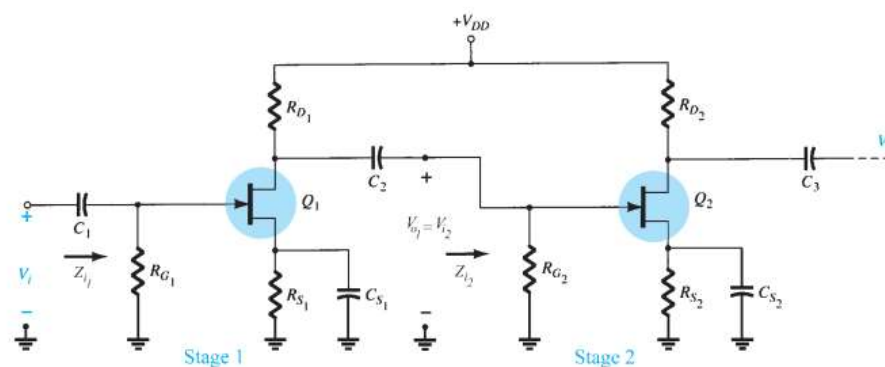 +V_DD
R_D1
R_D2
C_2
C_3
V
+
Q_1
Q_2
+
C_1
V_o1 = V_i2
Z_i1
R_G1
Z_i2
R_G2
V_i
R_S1
C_S1
R_S2
C_S2
−
−
Stage 1
Stage 2